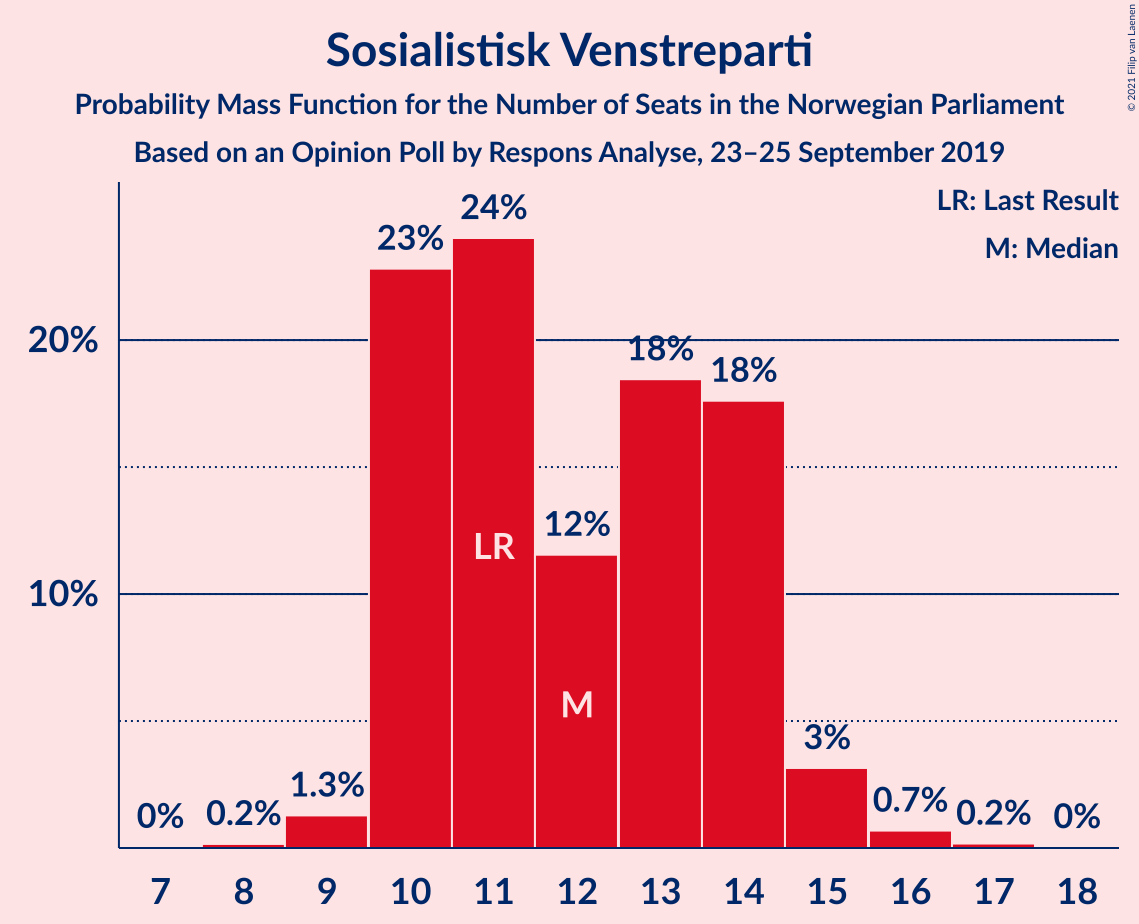 Sosialistisk Venstreparti
Probability Mass Function for the Number of Seats in the Norwegian Parliament
Based on an Opinion Poll by Respons Analyse, 23–25 September 2019
© 2021 Filip van Laenen
LR: Last Result
M: Median
24%
23%
20%
18%
18%
12%
LR
10%
M
3%
1.3%
0%
0.2%
0.7%
0.2%
0%
7 8 9 10 11 12 13 14 15 16 17 18